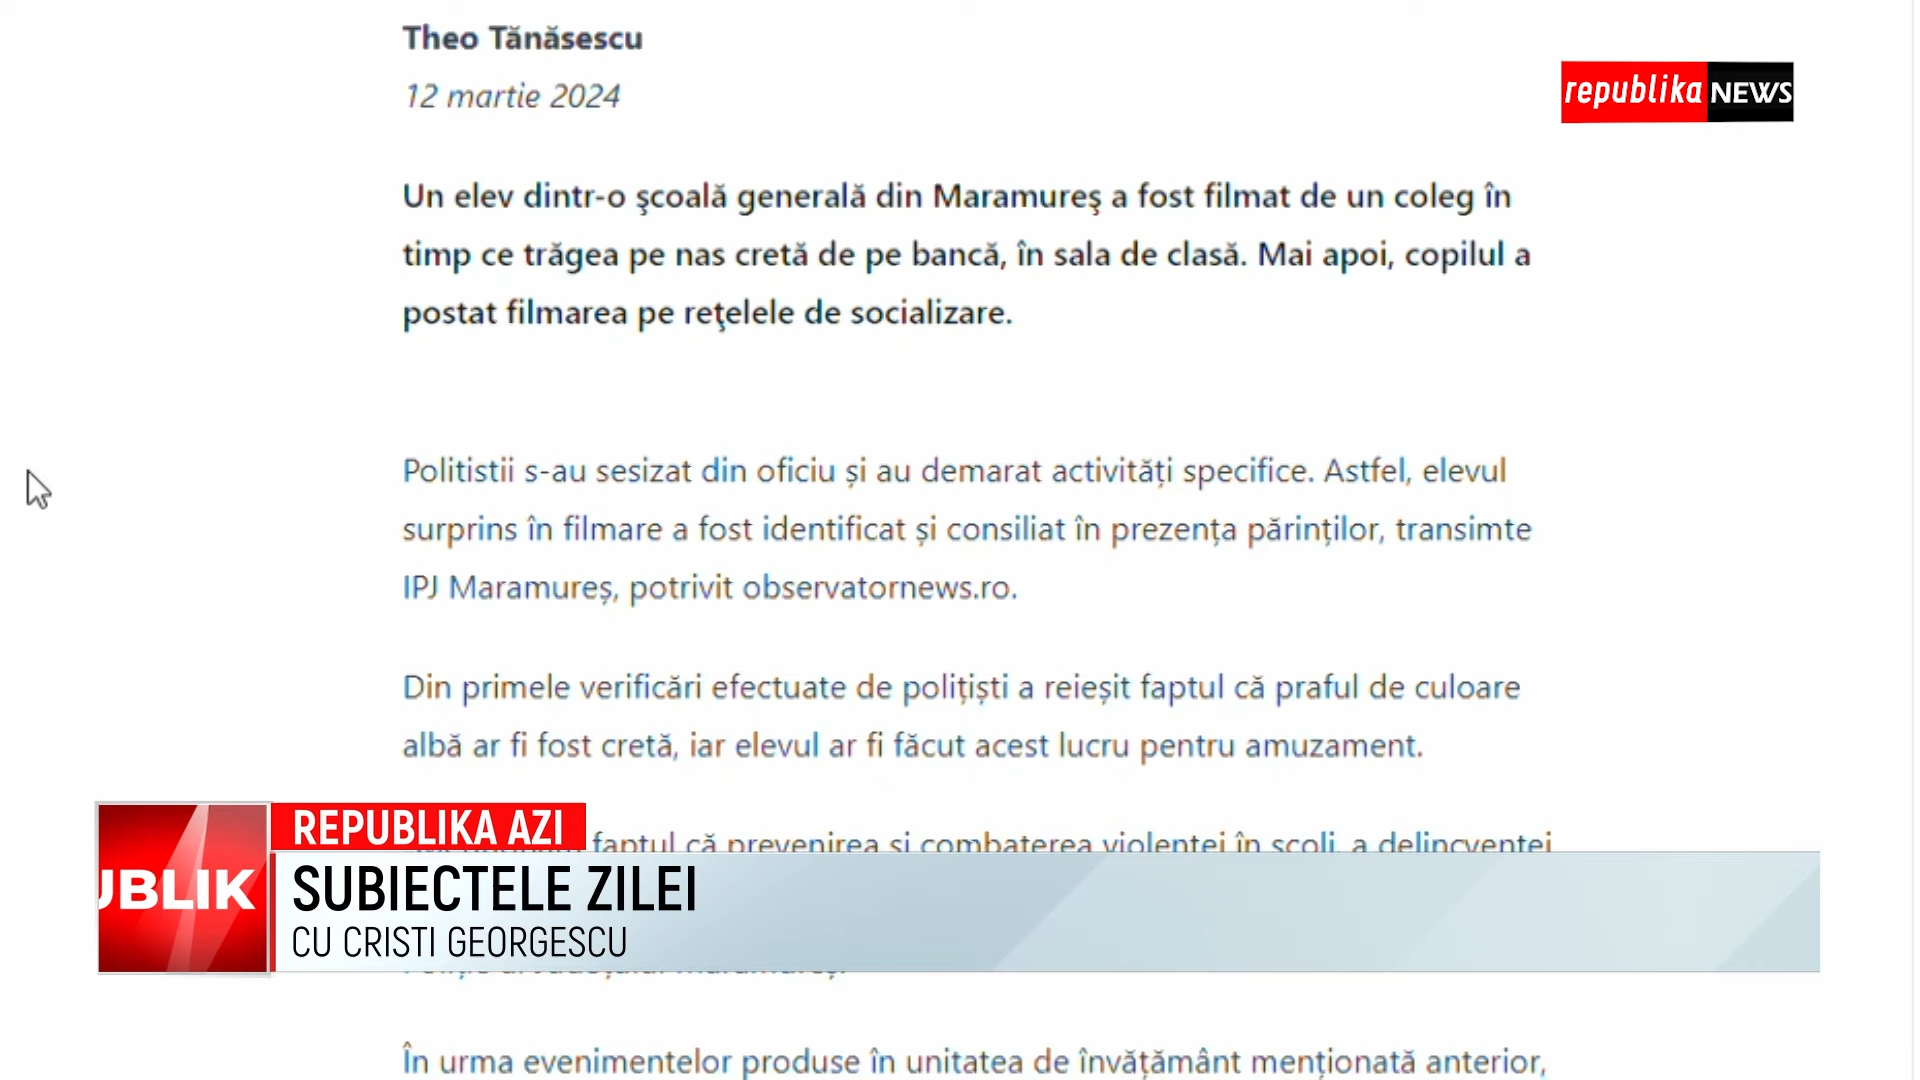 Theo Tănăsescu
12 martie 2024
republika NEWS
Un elev dintr-o şcoală generală din Maramureş a fost filmat de un coleg în
timp ce trăgea pe nas cretă de pe bancă, în sala de clasă. Mai apoi, copilul a
postat filmarea pe reţelele de socializare.
Politistii s-au sesizat din oficiu și au demarat activități specifice. Astfel, elevul
surprins în filmare a fost identificat și consiliat în prezența părinților, transimte
IPJ Maramureș, potrivit observatornews.ro.
Din primele verificări efectuate de polițiști a reieșit faptul că praful de culoare
albă ar fi fost cretă, iar elevul ar fi făcut acest lucru pentru amuzament.
faptul că prevenirea și combaterea violenței în școli, a delincvenței
REPUBLIKA AZI
UBLIK
SUBIECTELE ZILEI
CU CRISTI GEORGESCU
În urma evenimentelor produse în unitatea de învățământ menționată anterior,